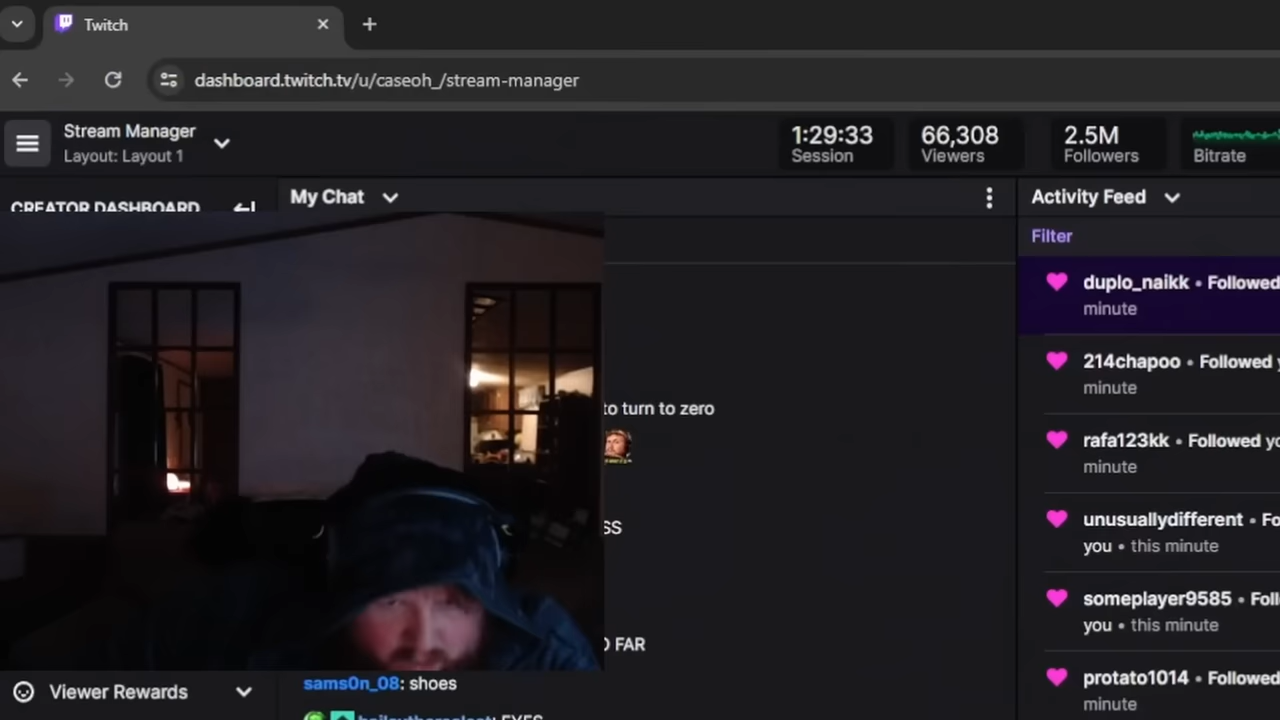 Twitch
dashboard.twitch.tv/u/caseoh_/stream-manager
Stream Manager
Layout: Layout 1
1:29:33
Session
66,308
Viewers
2.5M
Followers
Bitrate
CREATOR DASHBOARD
My Chat
to turn to zero
SS
FAR
sams0n_08: shoes
EYES
Viewer Rewards
Activity Feed
Filter
duplo_naikk • Followed
minute
214chapoo • Followed
minute
rafa123kk • Followed yo
minute
unusuallydifferent • Fo
you • this minute
someplayer9585 • Foll
you • this minute
protato1014 • Followed
minute